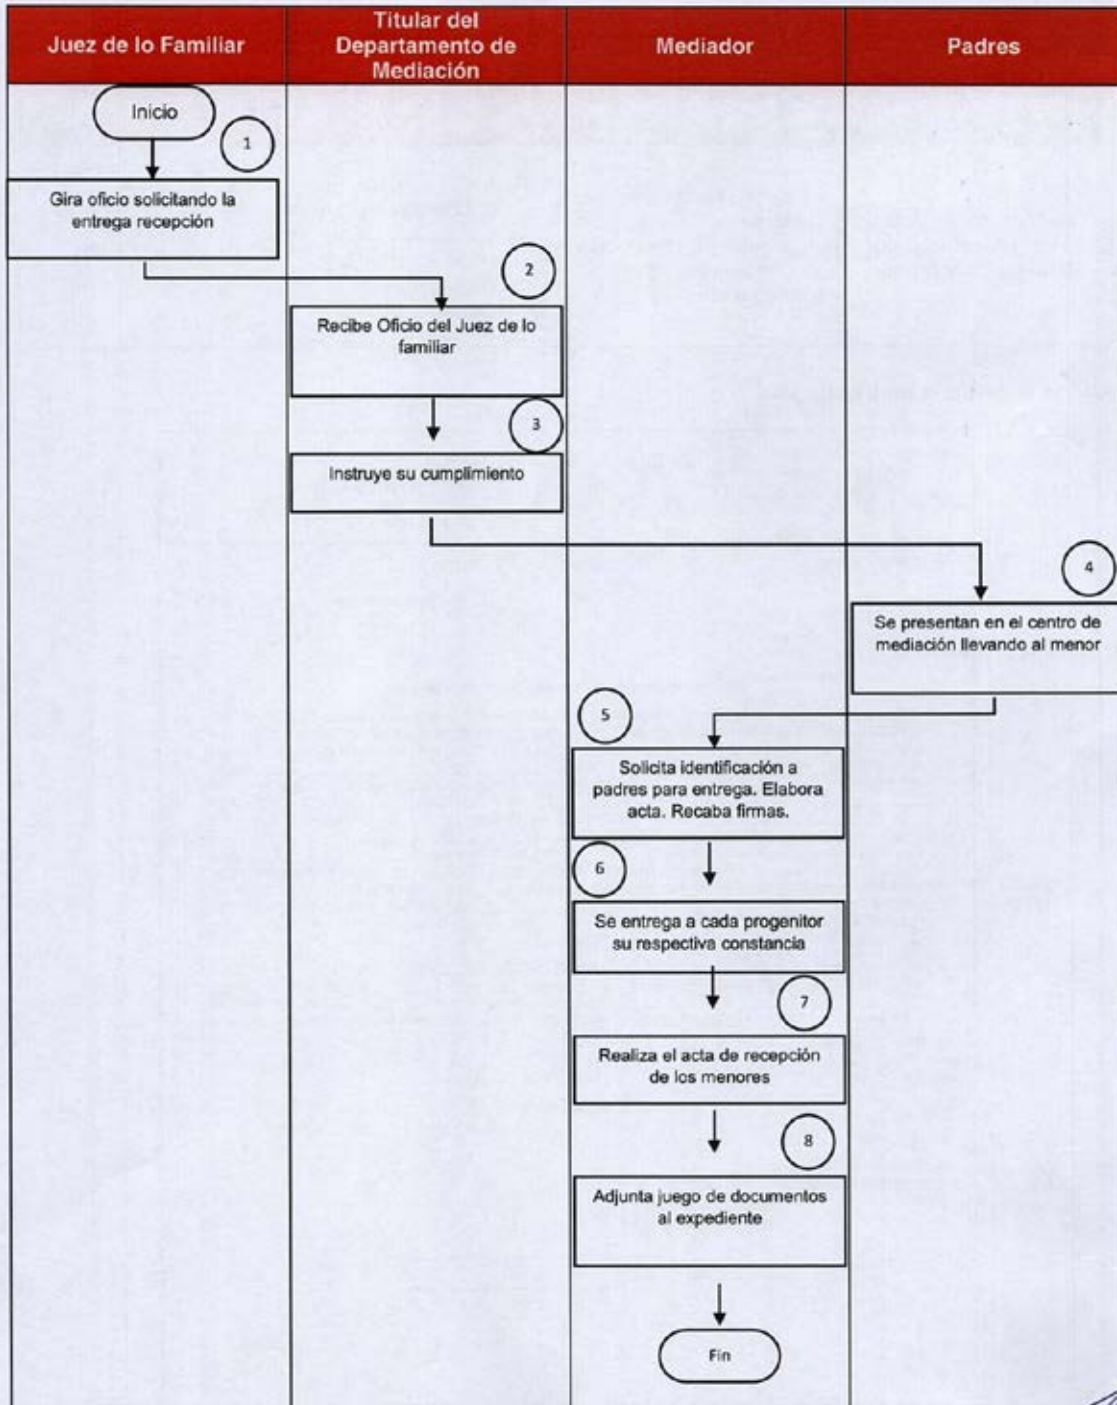 Juez de lo Familiar
Titular del
Departamento de
Mediación
Mediador
Padres
Inicio
1
Gira oficio solicitando la
entrega recepción
2
Recibe Oficio del Juez de lo
familiar
3
Instruye su cumplimiento
4
Se presentan en el centro de
mediación llevando al menor
5
Solicita identificación a
padres para entrega. Elabora
acta. Recaba firmas.
6
Se entrega a cada progenitor
su respectiva constancia
7
Realiza el acta de recepción
de los menores
8
Adjunta juego de documentos
al expediente
Fin